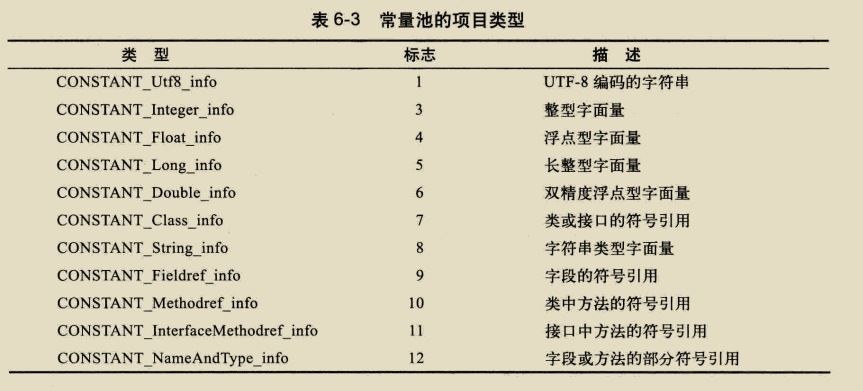 表 6-3 常量池的项目类型
类 型 标志 描 述
CONSTANT_Utf8_info 1 UTF-8 编码的字符串
CONSTANT_Integer_info 3 整型字面量
CONSTANT_Float_info 4 浮点型字面量
CONSTANT_Long_info 5 长整型字面量
CONSTANT_Double_info 6 双精度浮点型字面量
CONSTANT_Class_info 7 类或接口的符号引用
CONSTANT_String_info 8 字符串类型字面量
CONSTANT_Fieldref_info 9 字段的符号引用
CONSTANT_Methodref_info 10 类中方法的符号引用
CONSTANT_InterfaceMethodref_info 11 接口中方法的符号引用
CONSTANT_NameAndType_info 12 字段或方法的部分符号引用